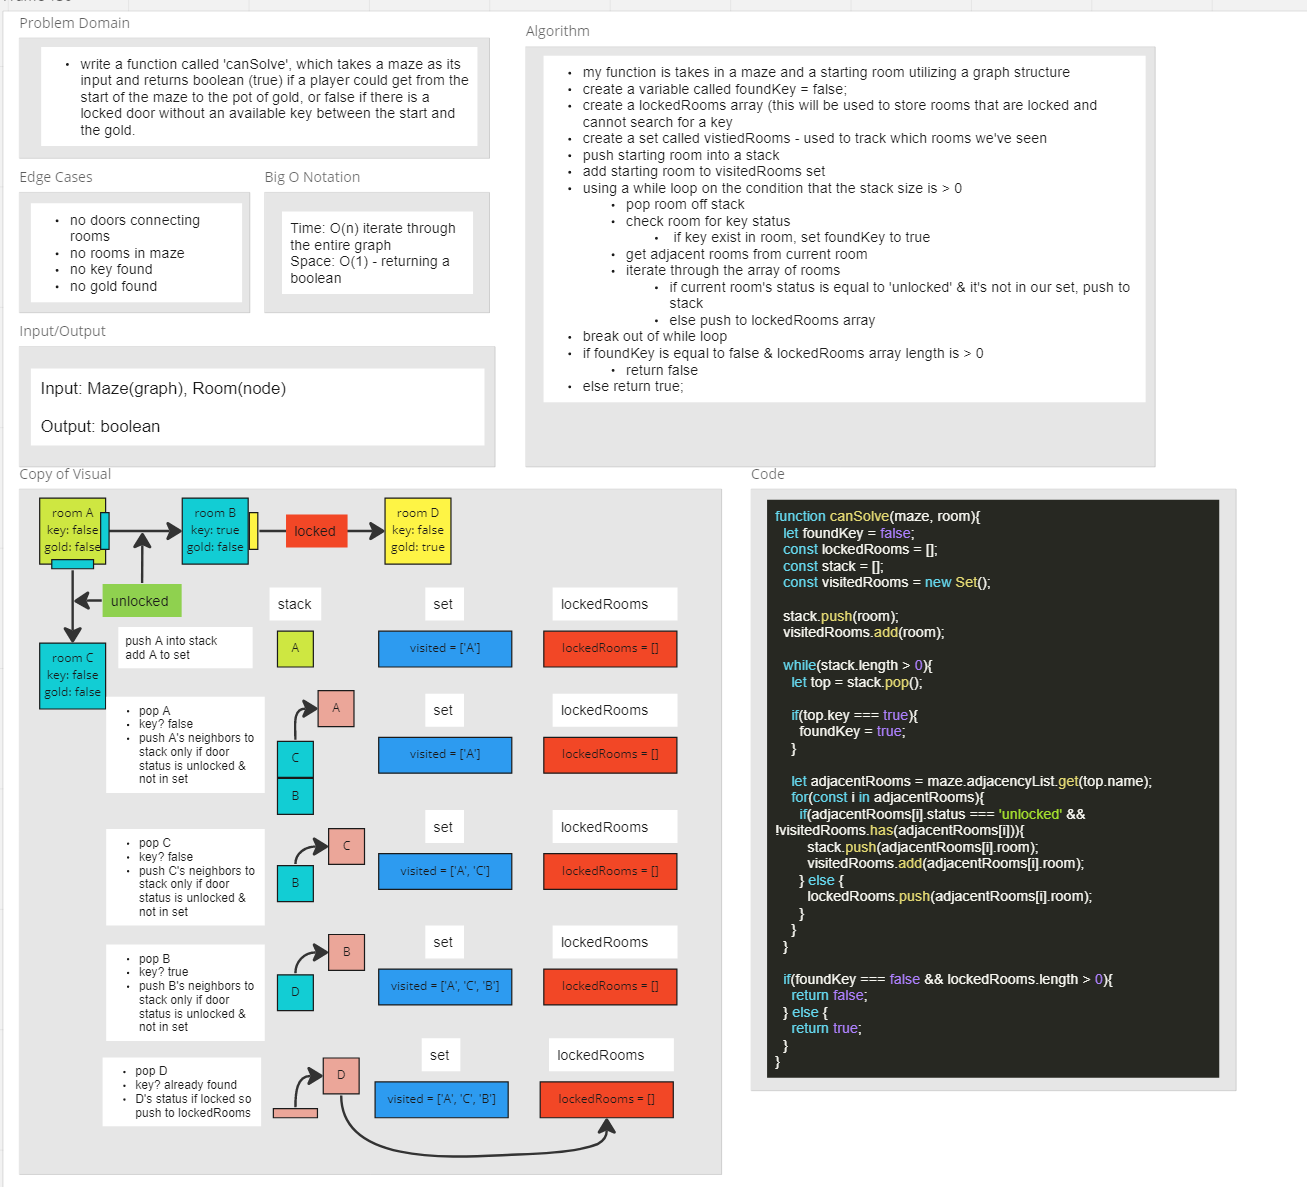 Problem Domain
write a function called 'canSolve', which takes a maze as its
input and returns boolean (true) if a player could get from the
start of the maze to the pot of gold, or false if there is a
locked door without an available key between the start and
the gold.
Edge Cases
no doors connecting
rooms
no rooms in maze
no key found
no gold found
Big O Notation
Time: O(n) iterate through
the entire graph
Space: O(1) - returning a
boolean
Input/Output
Input: Maze(graph), Room(node)
Output: boolean
Algorithm
my function is takes in a maze and a starting room utilizing a graph structure
create a variable called foundKey = false;
create a lockedRooms array (this will be used to store rooms that are locked and
cannot search for a key
create a set called vistiedRooms - used to track which rooms we've seen
push starting room into a stack
add starting room to visitedRooms set
using a while loop on the condition that the stack size is > 0
pop room off stack
check room for key status
if key exist in room, set foundKey to true
get adjacent rooms from current room
iterate through the array of rooms
if current room's status is equal to 'unlocked' & it's not in our set, push to
stack
else push to lockedRooms array
break out of while loop
if foundKey is equal to false & lockedRooms array length is > 0
return false
else return true;
Copy of Visual
room A
key: false
gold: false
room B
key: true
gold: false
locked
room D
key: false
gold: true
unlocked
room C
key: false
gold: false
stack
set
lockedRooms
push A into stack
add A to set
A
visited = ['A']
lockedRooms = []
pop A
key? false
push A's neighbors to
stack only if door
status is unlocked &
not in set
A
C
B
set
lockedRooms
visited = ['A']
lockedRooms = []
pop C
key? false
push C's neighbors to
stack only if door
status is unlocked &
not in set
C
B
set
lockedRooms
visited = ['A', 'C']
lockedRooms = []
pop B
key? true
push B's neighbors to
stack only if door
status is unlocked &
not in set
B
D
set
lockedRooms
visited = ['A', 'C', 'B']
lockedRooms = []
pop D
key? already found
D's status if locked so
push to lockedRooms
D
set
lockedRooms
visited = ['A', 'C', 'B']
lockedRooms = []
Code
function canSolve(maze, room){
let foundKey = false;
const lockedRooms = [];
const stack = [];
const visitedRooms = new Set();
stack.push(room);
visitedRooms.add(room);
while(stack.length > 0){
let top = stack.pop();
if(top.key === true){
foundKey = true;
}
let adjacentRooms = maze.adjacencyList.get(top.name);
for(const i in adjacentRooms){
if(adjacentRooms[i].status === 'unlocked' &&
!visitedRooms.has(adjacentRooms[i])){
stack.push(adjacentRooms[i].room);
visitedRooms.add(adjacentRooms[i].room);
} else {
lockedRooms.push(adjacentRooms[i].room);
}
}
}
if(foundKey === false && lockedRooms.length > 0){
return false;
} else {
return true;
}
}